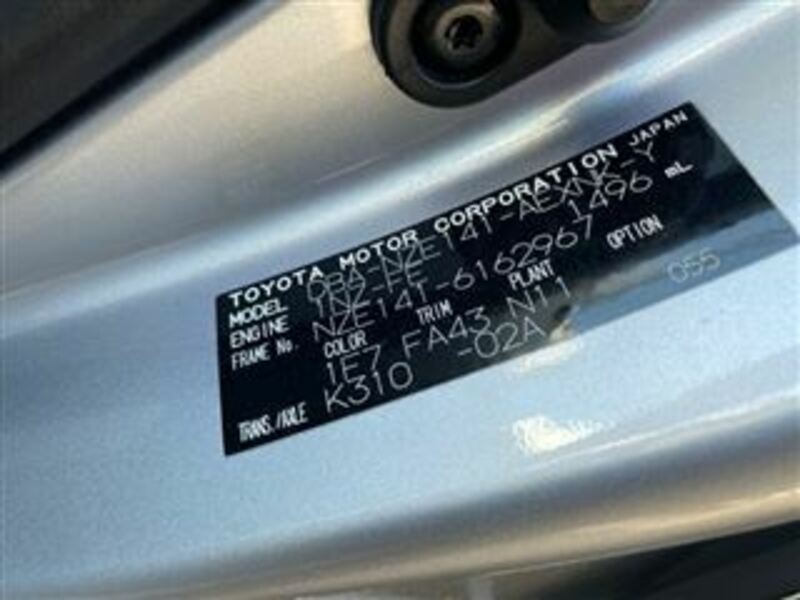 TOYOTA MOTOR CORPORATION JAPAN
MODEL DBA-NZE141-AEXNK-Y
ENGINE 1NZ-FE 1496 mL
FRAME No. NZE141-6162967
COLOR TRIM PLANT OPTION
1E7 FA43 N11 055
TRANS./AXLE K310 -02A